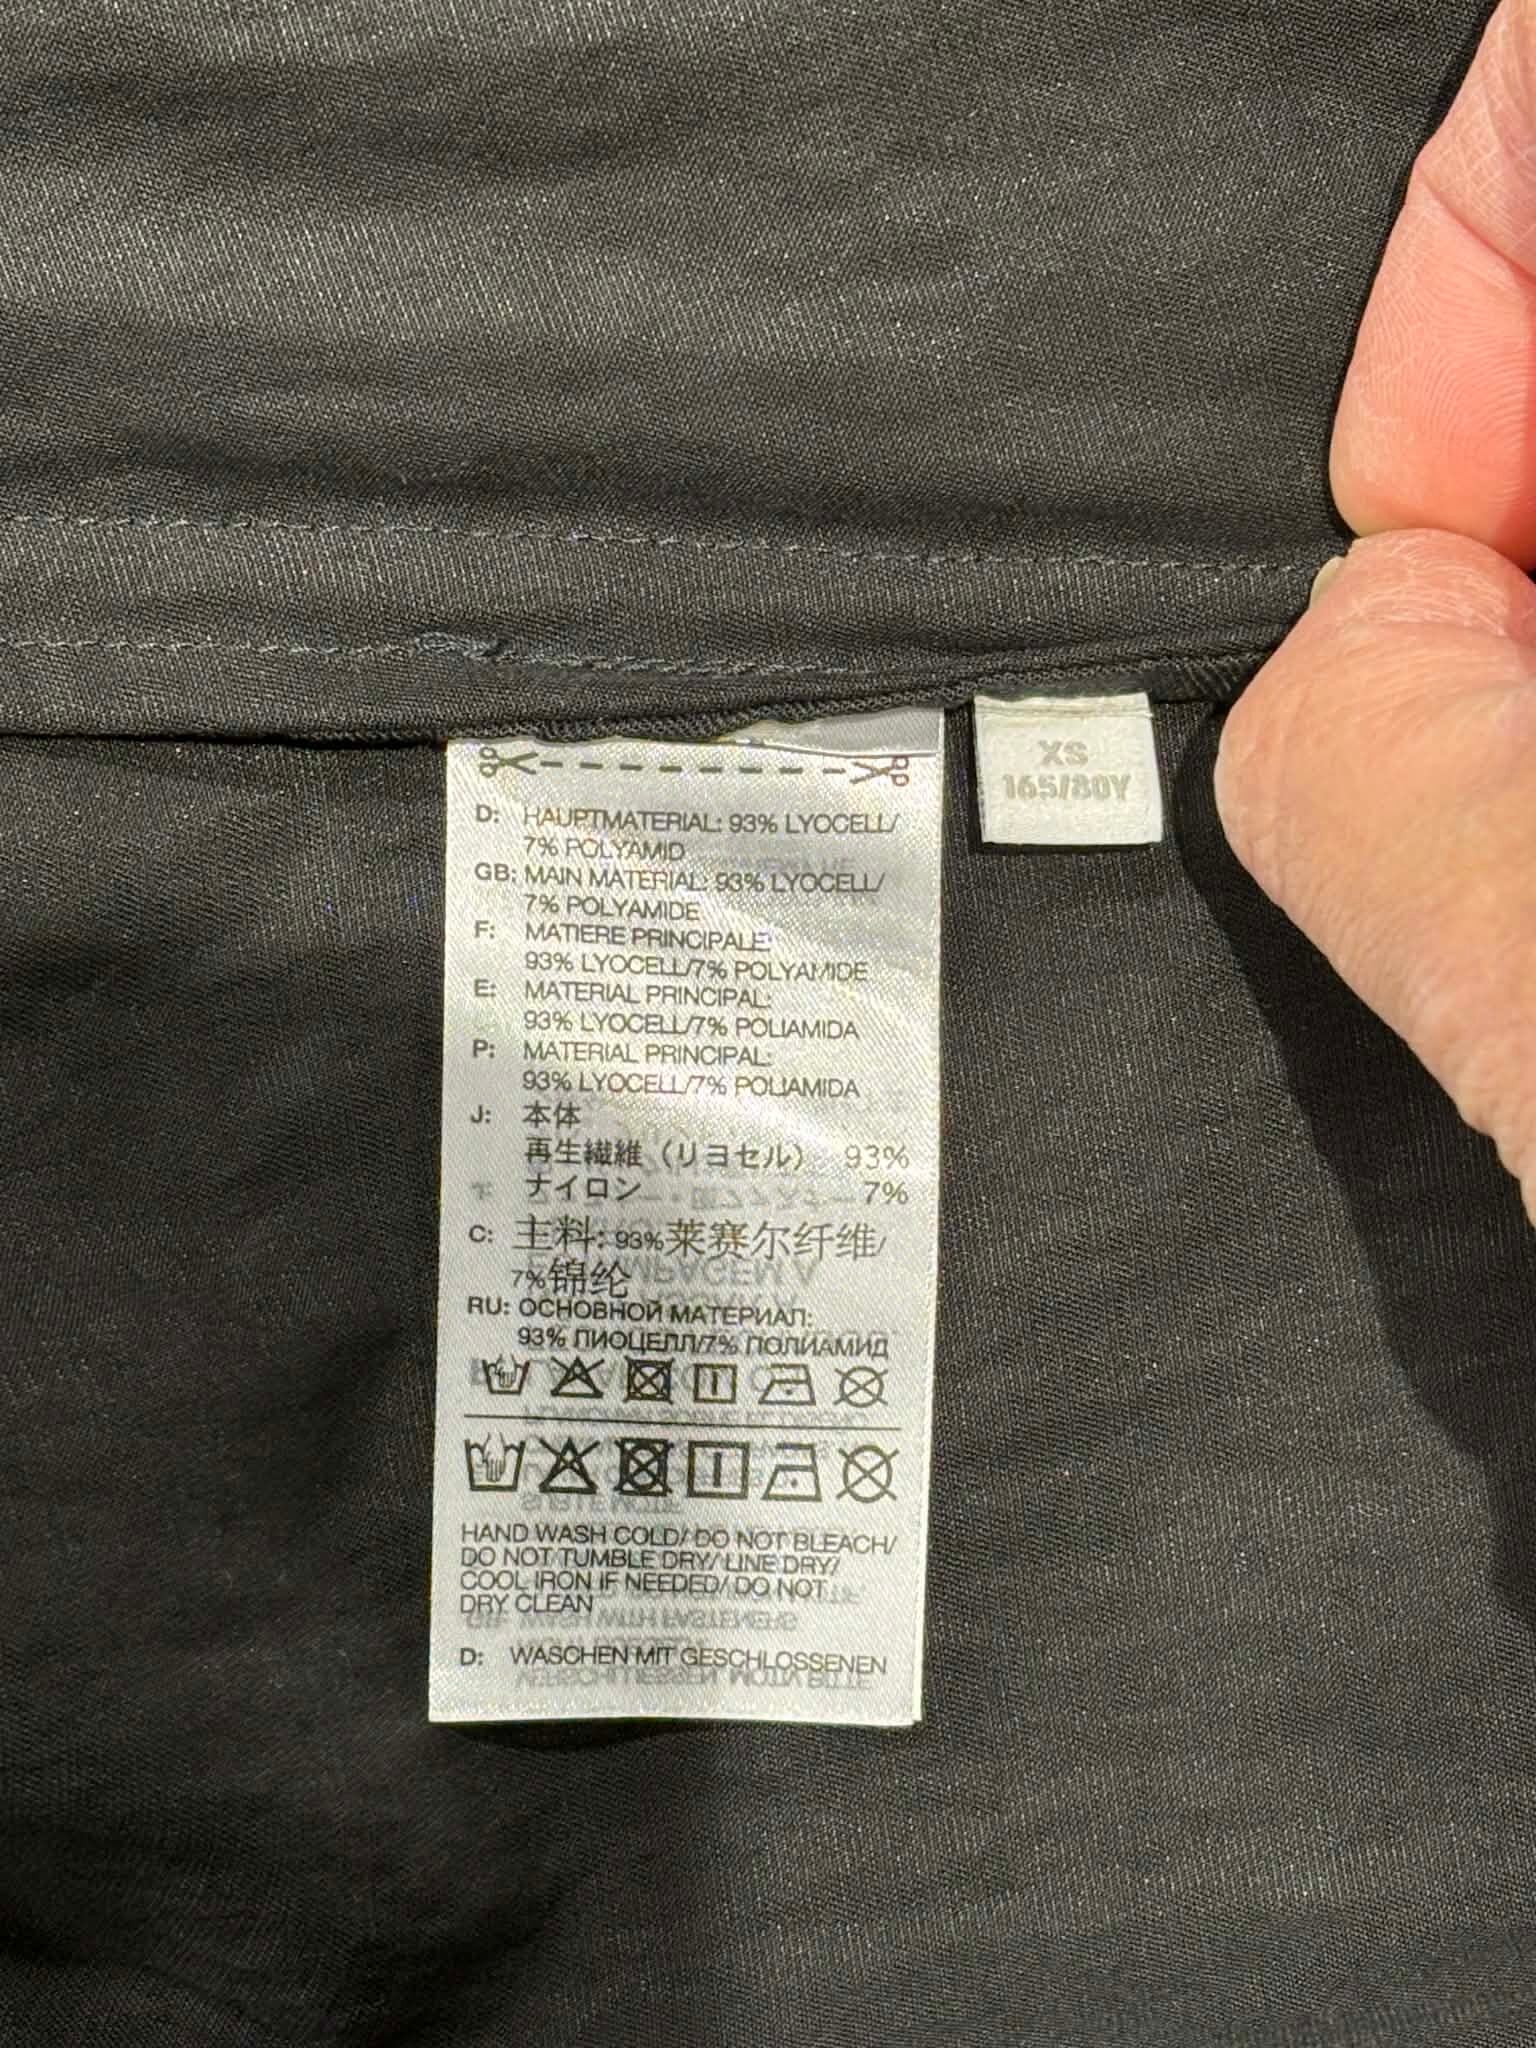 XS
165/80Y
D: HAUPTMATERIAL: 93% LYOCELL/
7% POLYAMID
GB: MAIN MATERIAL: 93% LYOCELL/
7% POLYAMIDE
F: MATIERE PRINCIPALE:
93% LYOCELL/7% POLYAMIDE
E: MATERIAL PRINCIPAL:
93% LYOCELL/7% POLIAMIDA
P: MATERIAL PRINCIPAL:
93% LYOCELL/7% POLIAMIDA
J: 本体
再生繊維（リヨセル） 93%
ナイロン 7%
C: 主料: 93%莱赛尔纤维/
7%锦纶
RU: ОСНОВНОЙ МАТЕРИАЛ:
93% ЛИОЦЕЛЛ/7% ПОЛИАМИД
HAND WASH COLD/ DO NOT BLEACH/
DO NOT TUMBLE DRY/ LINE DRY/
COOL IRON IF NEEDED/ DO NOT
DRY CLEAN
D: WASCHEN MIT GESCHLOSSENEN